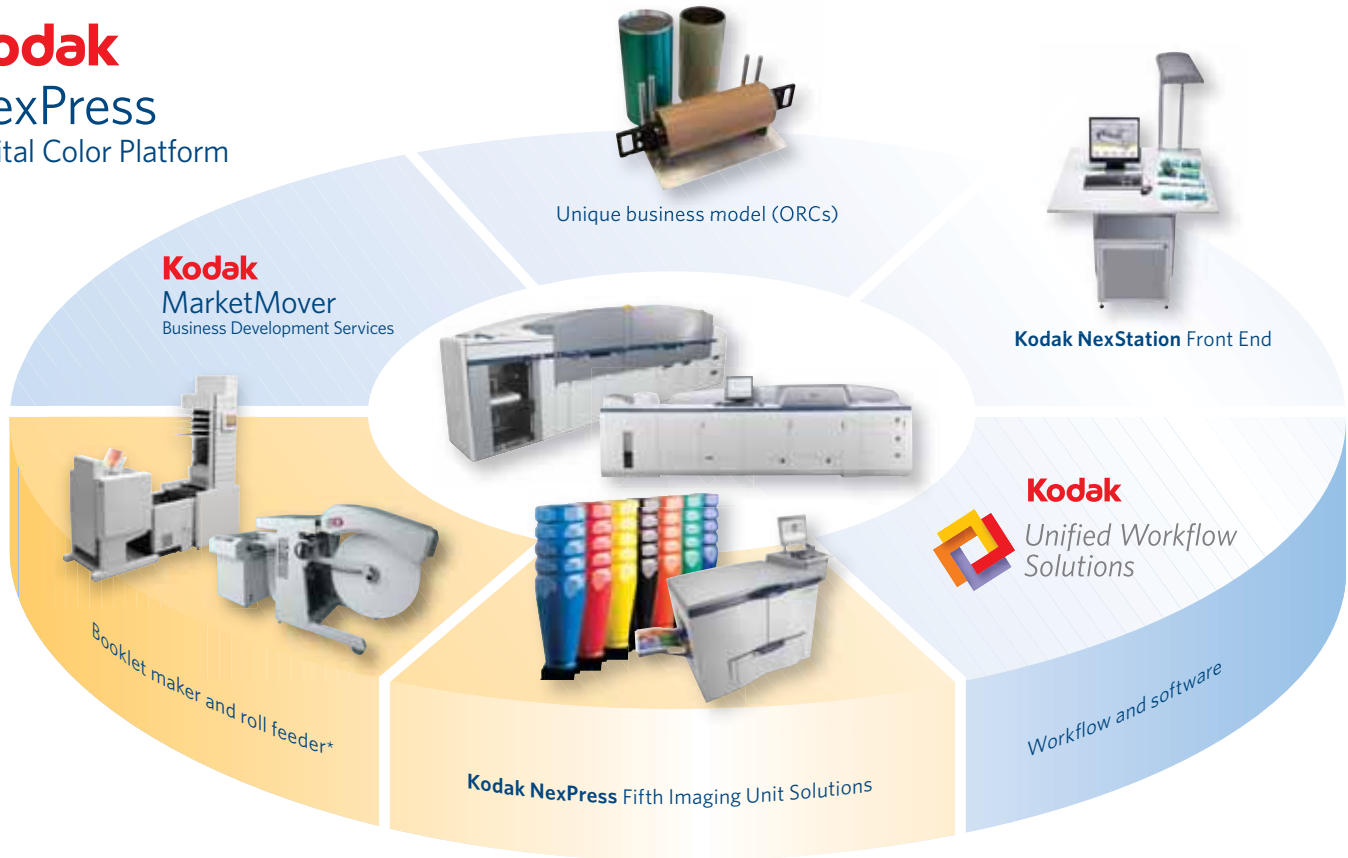 odak
exPress
ital Color Platform
Unique business model (ORCs)
Kodak
MarketMover
Business Development Services
Kodak NexStation Front End
Kodak
Unified Workflow
Solutions
Booklet maker and roll feeder*
Workflow and software
Kodak NexPress Fifth Imaging Unit Solutions